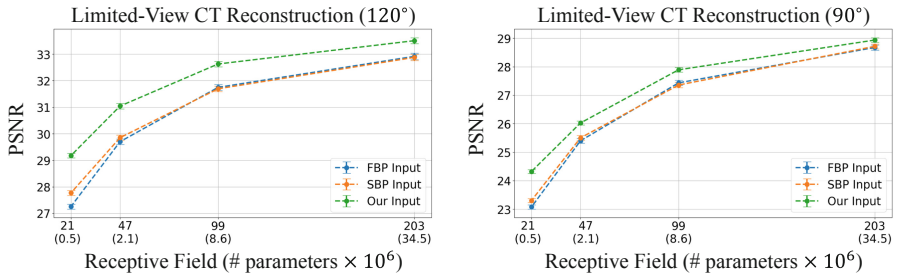 Limited-View CT Reconstruction (120°)
PSNR
33
32
31
30
29
28
27
FBP Input
SBP Input
Our Input
21 47 99 203
(0.5) (2.1) (8.6) (34.5)
Receptive Field (# parameters × 10⁶)
Limited-View CT Reconstruction (90°)
PSNR
29
28
27
26
25
24
23
FBP Input
SBP Input
Our Input
21 47 99 203
(0.5) (2.1) (8.6) (34.5)
Receptive Field (# parameters × 10⁶)